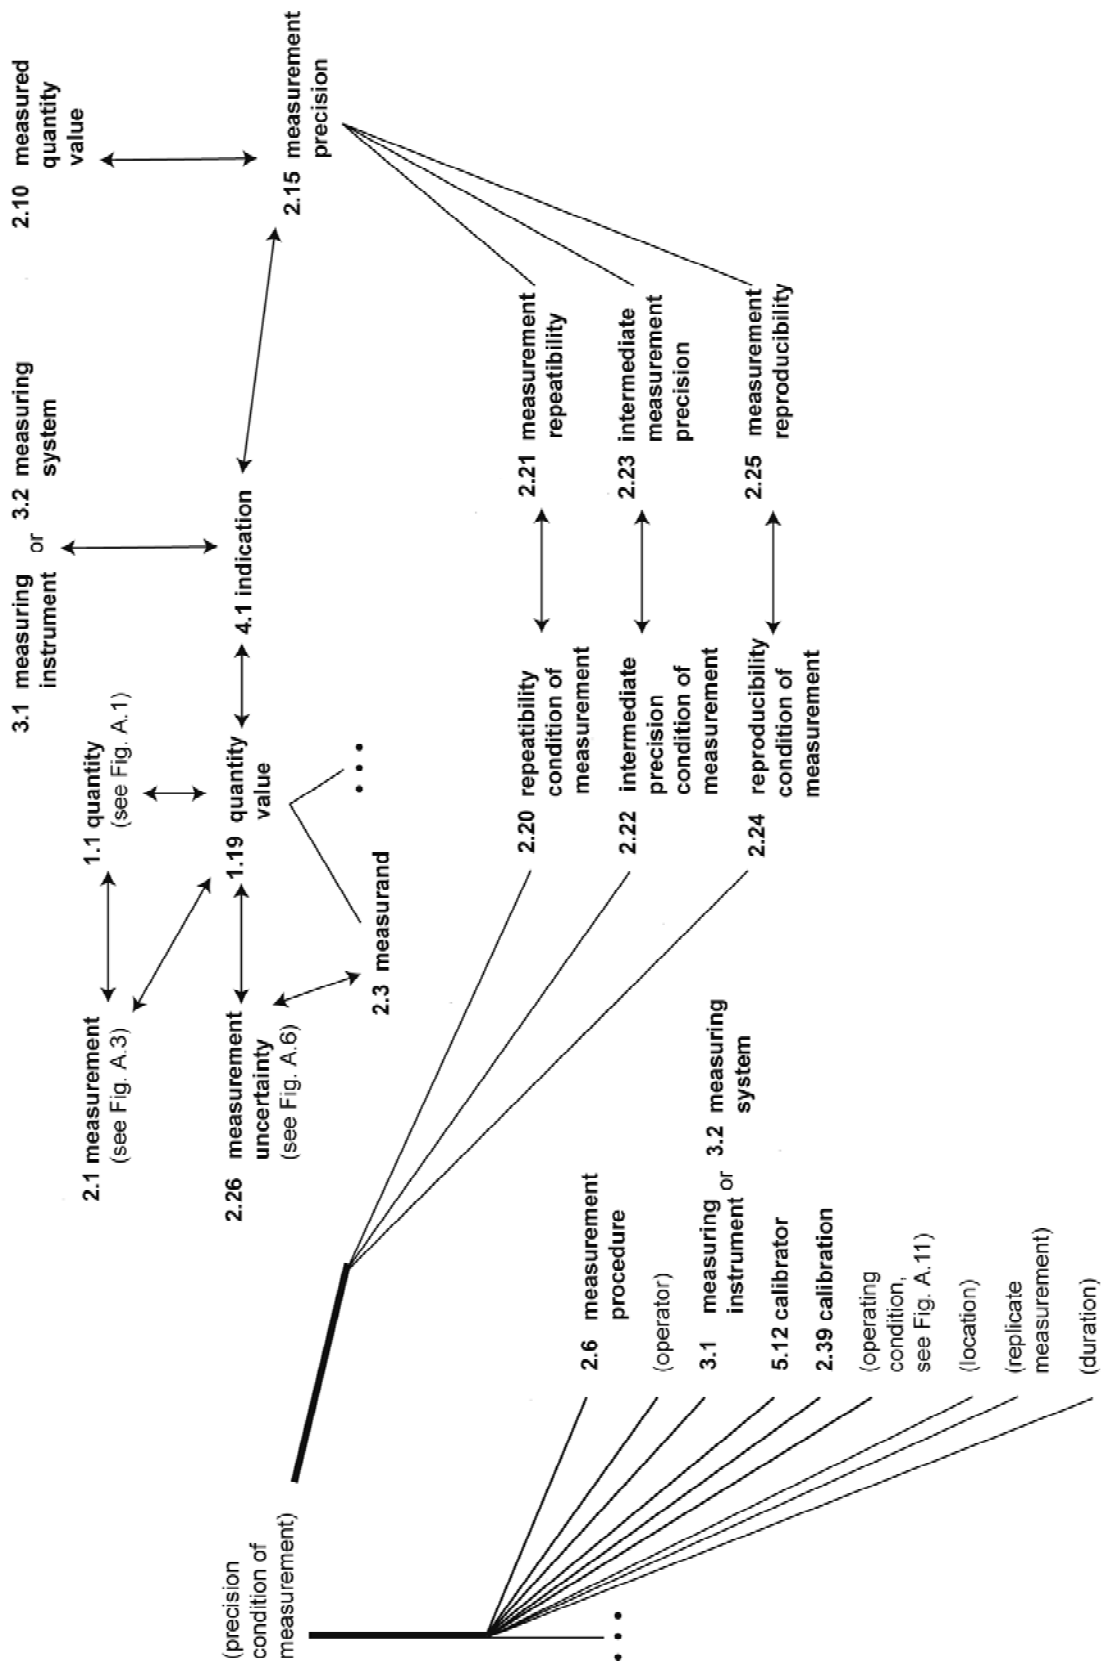 3.1 measuring
instrument
or
3.2 measuring
system
2.10 measured
quantity
value
2.1 measurement
(see Fig. A.3)
1.1 quantity
(see Fig. A.1)
(precision
condition of
measurement)
2.26 measurement
uncertainty
(see Fig. A.6)
1.19 quantity
value
4.1 indication
2.15 measurement
precision
2.3 measurand
• • •
2.20 repeatibility
condition of
measurement
2.21 measurement
repeatibility
2.22 intermediate
precision
condition of
measurement
2.23 intermediate
measurement
precision
2.24 reproducibility
condition of
measurement
2.25 measurement
reproducibility
• • •
2.6 measurement
procedure
(operator)
3.1 measuring
instrument
or
3.2 measuring
system
5.12 calibrator
2.39 calibration
(operating
condition,
see Fig. A.11)
(location)
(replicate
measurement)
(duration)